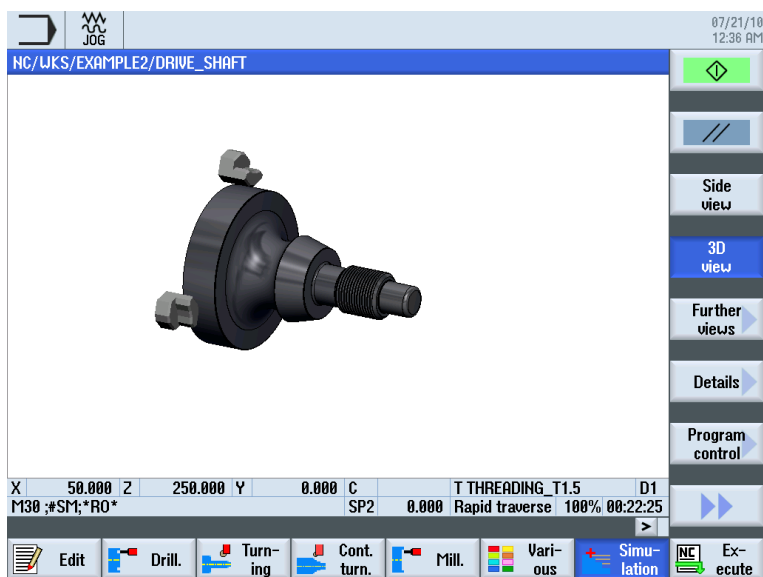 JOG
07/21/10
12:36 AM
NC/WKS/EXAMPLE2/DRIVE_SHAFT
Side
view
3D
view
Further
views
Details
Program
control
X 50.000 Z 250.000 Y 0.000 C T THREADING_T1.5 D1
M30 ;#SM;*RO* SP2 0.000 Rapid traverse 100% 00:22:25
>
Edit
Drill.
Turn-
ing
Cont.
turn.
Mill.
Vari-
ous
Simu-
lation
NC
Ex-
ecute